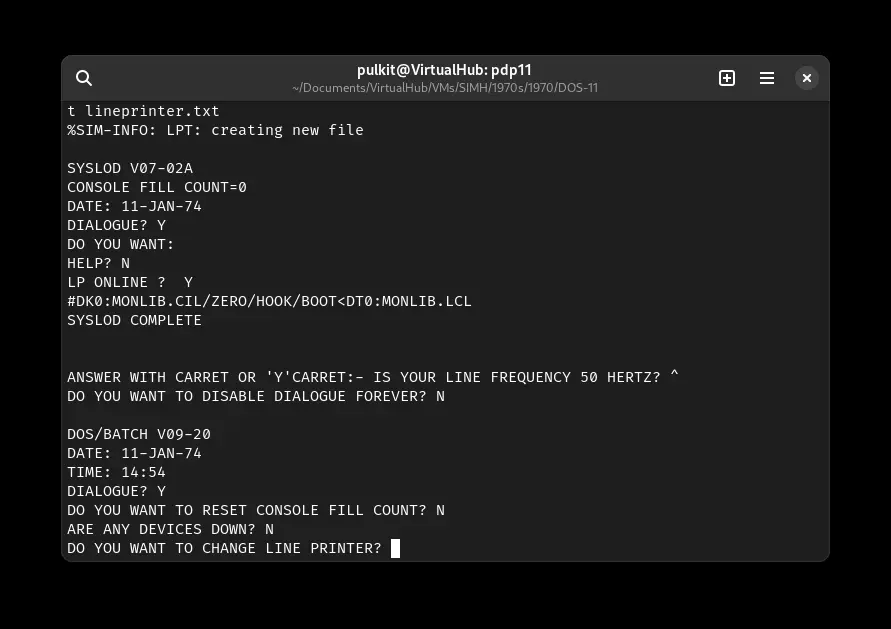 pulkit@VirtualHub: pdp11
~/Documents/VirtualHub/VMs/SIMH/1970s/1970/DOS-11
t lineprinter.txt
%SIM-INFO: LPT: creating new file
SYSLOD V07-02A
CONSOLE FILL COUNT=0
DATE: 11-JAN-74
DIALOGUE? Y
DO YOU WANT:
HELP? N
LP ONLINE ?  Y
#DK0:MONLIB.CIL/ZERO/HOOK/BOOT<DT0:MONLIB.LCL
SYSLOD COMPLETE
ANSWER WITH CARRET OR 'Y'CARRET:- IS YOUR LINE FREQUENCY 50 HERTZ? ^
DO YOU WANT TO DISABLE DIALOGUE FOREVER? N
DOS/BATCH V09-20
DATE: 11-JAN-74
TIME: 14:54
DIALOGUE? Y
DO YOU WANT TO RESET CONSOLE FILL COUNT? N
ARE ANY DEVICES DOWN? N
DO YOU WANT TO CHANGE LINE PRINTER?